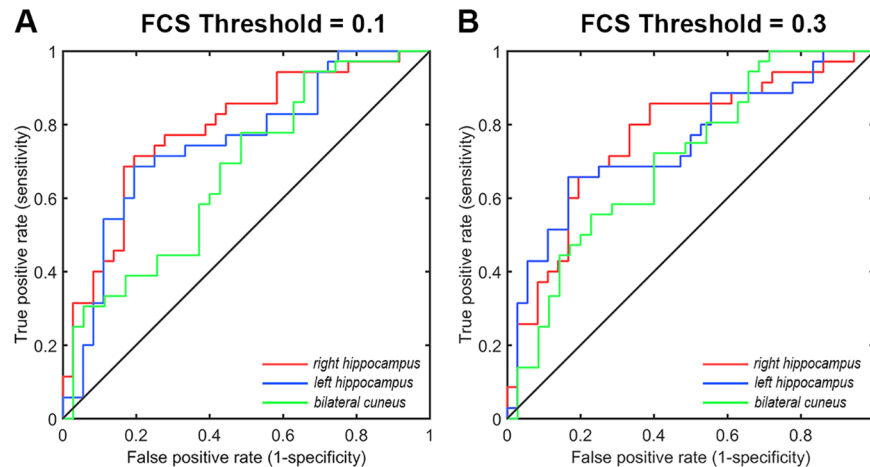 A
FCS Threshold = 0.1
1
0.8
0.6
0.4
0.2
0
True positive rate (sensitivity)
right hippocampus
left hippocampus
bilateral cuneus
0 0.2 0.4 0.6 0.8 1
False positive rate (1-specificity)
B
FCS Threshold = 0.3
1
0.8
0.6
0.4
0.2
0
True positive rate (sensitivity)
right hippocampus
left hippocampus
bilateral cuneus
0 0.2 0.4 0.6 0.8
False positive rate (1-specificity)